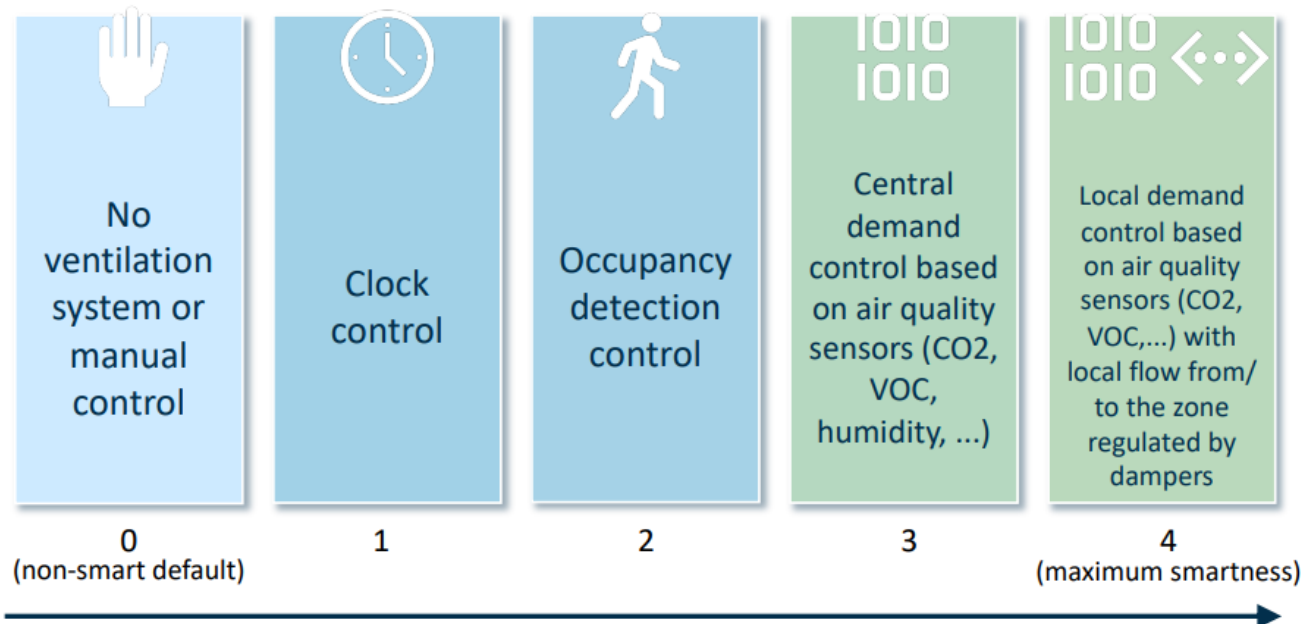 1010
1010
1010
1010
No
ventilation
system or
manual
control
Clock
control
Occupancy
detection
control
Central
demand
control based
on air quality
sensors (CO2,
VOC,
humidity, ...)
Local demand
control based
on air quality
sensors (CO2,
VOC,...) with
local flow from/
to the zone
regulated by
dampers
0
(non-smart default)
1
2
3
4
(maximum smartness)